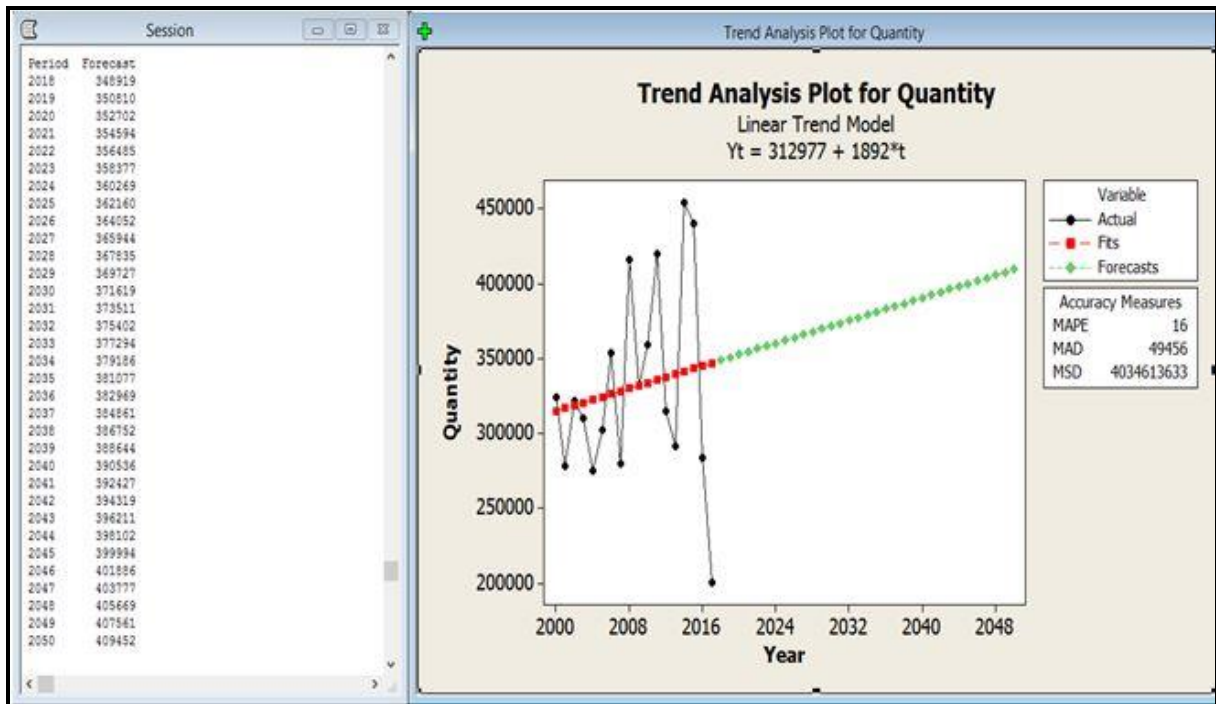 Session
Period Forecast
2018 348919
2019 350810
2020 352702
2021 354594
2022 356485
2023 358377
2024 360269
2025 362160
2026 364052
2027 365944
2028 367835
2029 369727
2030 371619
2031 373511
2032 375402
2033 377294
2034 379186
2035 381077
2036 382969
2037 384861
2038 386752
2039 388644
2040 390536
2041 392427
2042 394319
2043 396211
2044 398102
2045 399994
2046 401886
2047 403777
2048 405669
2049 407561
2050 409452
Trend Analysis Plot for Quantity
Trend Analysis Plot for Quantity
Linear Trend Model
Yt = 312977 + 1892*t
Quantity
450000
400000
350000
300000
250000
200000
2000 2008 2016 2024 2032 2040 2048
Year
Variable
Actual
Fits
Forecasts
Accuracy Measures
MAPE 16
MAD 49456
MSD 4034613633